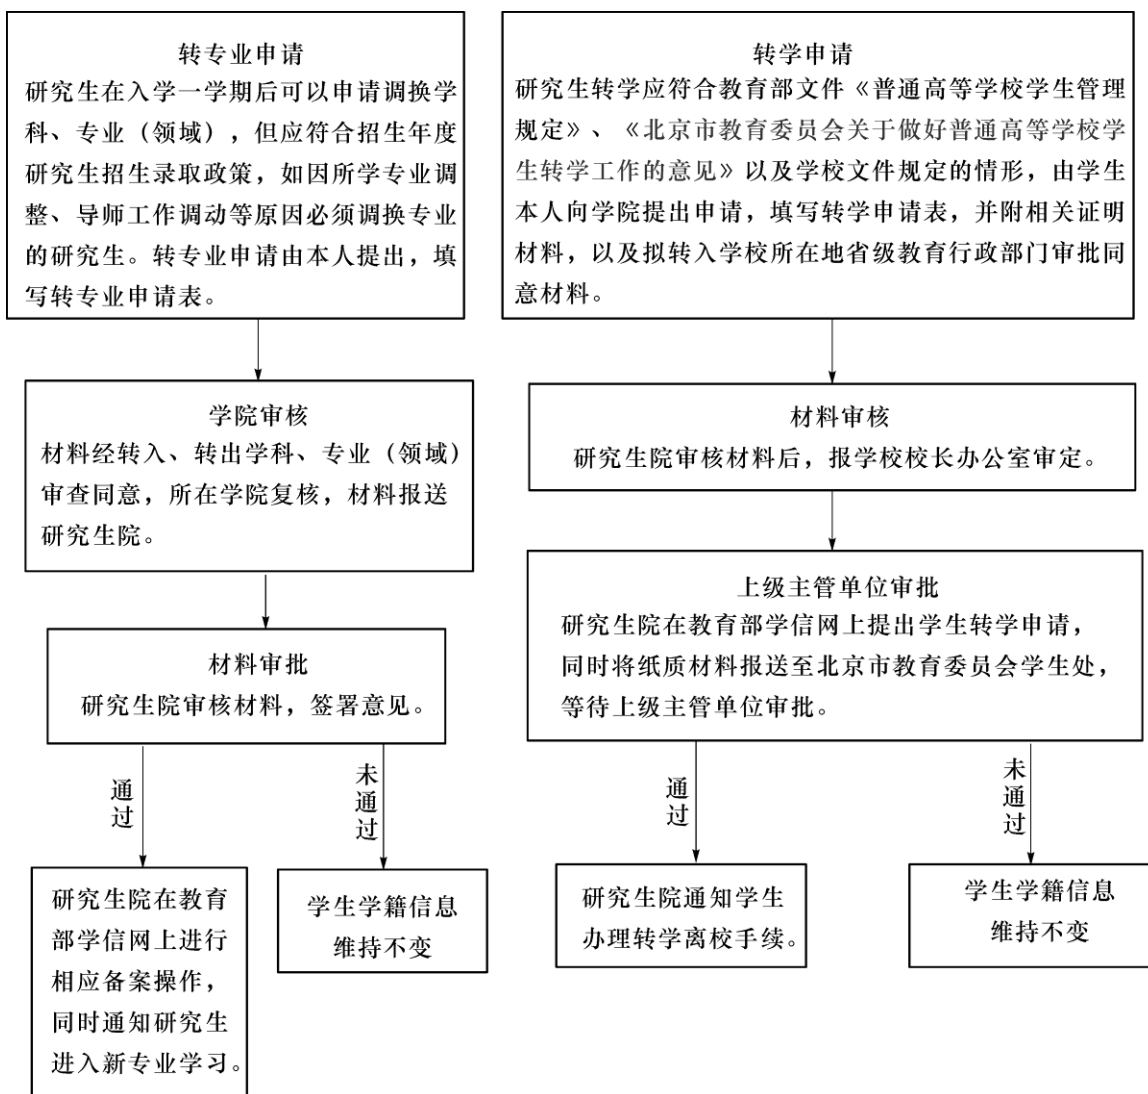 转专业申请
研究生在入学一学期后可以申请调换学
科、专业（领域），但应符合招生年度
研究生招生录取政策，如因所学专业调
整、导师工作调动等原因必须调换专业
的研究生。转专业申请由本人提出，填
写转专业申请表。
学院审核
材料经转入、转出学科、专业（领域）
审查同意，所在学院复核，材料报送
研究生院。
材料审批
研究生院审核材料，签署意见。
通过
未通过
研究生院在教育
部学信网上进行
相应备案操作，
同时通知研究生
进入新专业学习。
学生学籍信息
维持不变
转学申请
研究生转学应符合教育部文件《普通高等学校学生管理
规定》、《北京市教育委员会关于做好普通高等学校学
生转学工作的意见》以及学校文件规定的情形，由学生
本人向学院提出申请，填写转学申请表，并附相关证明
材料，以及拟转入学校所在地省级教育行政部门审批同
意材料。
材料审核
研究生院审核材料后，报学校校长办公室审定。
上级主管单位审批
研究生院在教育部学信网上提出学生转学申请，
同时将纸质材料报送至北京市教育委员会学生处，
等待上级主管单位审批。
通过
未通过
研究生院通知学生
办理转学离校手续。
学生学籍信息
维持不变